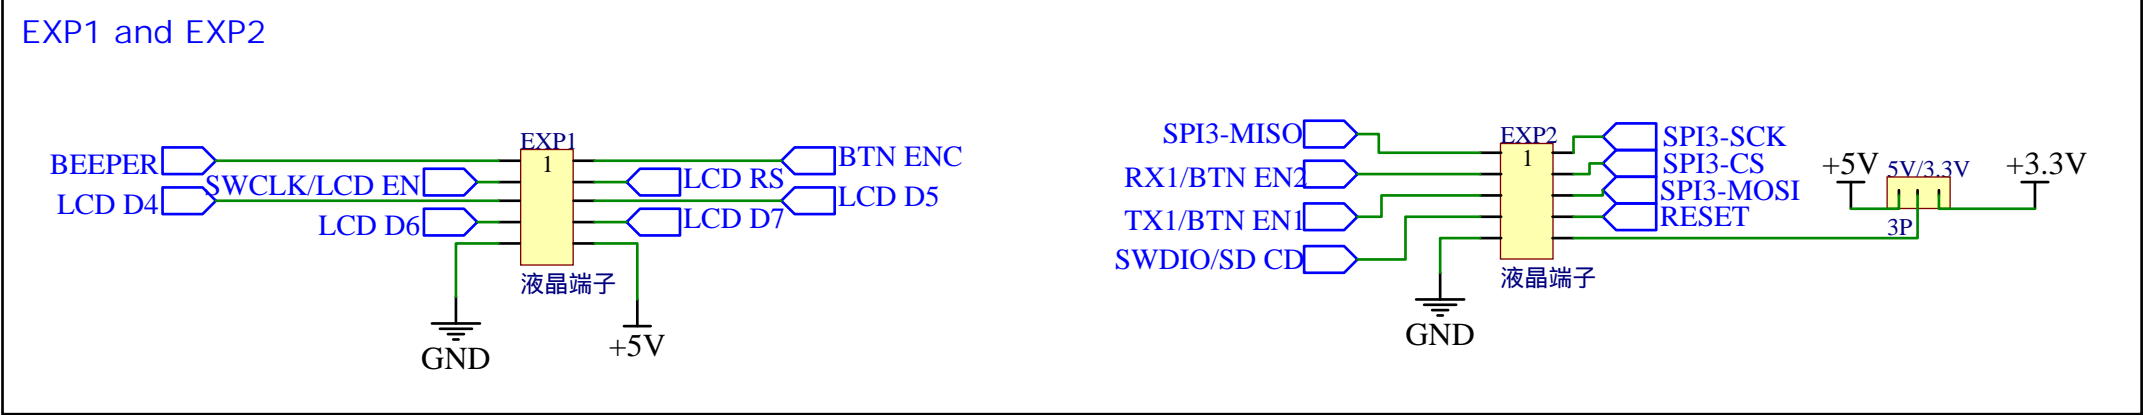 EXP1 and EXP2
EXP1
1
BEEPER
BTN ENC
SWCLK/LCD EN
LCD RS
LCD D4
LCD D5
LCD D6
LCD D7
液晶端子
GND
+5V
EXP2
1
SPI3-MISO
SPI3-SCK
RX1/BTN EN2
SPI3-CS
TX1/BTN EN1
SPI3-MOSI
SWDIO/SD CD
RESET
液晶端子
GND
+5V
5V/3.3V
+3.3V
3P